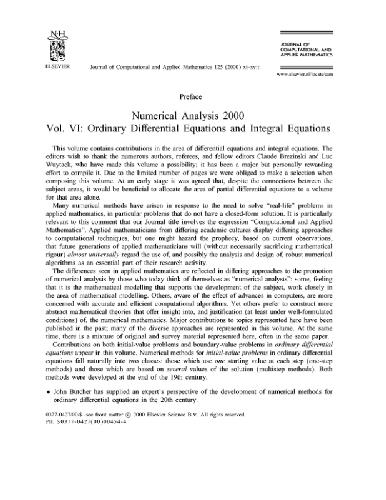 NH
ELSEVIER
Journal of Computational and Applied Mathematics 125 (2000) xi-xvii
JOURNAL OF
COMPUTATIONAL AND
APPLIED MATHEMATICS
www.elsevier.nl/locate/cam
Preface
Numerical Analysis 2000
Vol. VI: Ordinary Differential Equations and Integral Equations
This volume contains contributions in the area of differential equations and integral equations. The
editors wish to thank the numerous authors, referees, and fellow editors Claude Brezinski and Luc
Wuytack, who have made this volume a possibility; it has been a major but personally rewarding
effort to compile it. Due to the limited number of pages we were obliged to make a selection when
composing this volume. At an early stage it was agreed that, despite the connections between the
subject areas, it would be beneficial to allocate the area of partial differential equations to a volume
for that area alone.
Many numerical methods have arisen in response to the need to solve "real-life" problems in
applied mathematics, in particular problems that do not have a closed-form solution. It is particularly
relevant to this comment that our Journal title involves the expression "Computational and Applied
Mathematics". Applied mathematicians from differing academic cultures display differing approaches
to computational techniques, but one might hazard the prophecy, based on current observations,
that future generations of applied mathematicians will (without necessarily sacrificing mathematical
rigour) almost universally regard the use of, and possibly the analysis and design of, robust numerical
algorithms as an essential part of their research activity.
The differences seen in applied mathematics are reflected in differing approaches to the promotion
of numerical analysis by those who today think of themselves as "numerical analysts": some, feeling
that it is the mathematical modelling that supports the development of the subject, work closely in
the area of mathematical modelling. Others, aware of the effect of advances in computers, are more
concerned with accurate and efficient computational algorithms. Yet others prefer to construct more
abstract mathematical theories that offer insight into, and justification (at least under well-formulated
conditions) of, the numerical mathematics. Major contributions to topics represented here have been
published in the past; many of the diverse approaches are represented in this volume. At the same
time, there is a mixture of original and survey material represented here, often in the same paper.
Contributions on both initial-value problems and boundary-value problems in ordinary differential
equations appear in this volume. Numerical methods for initial-value problems in ordinary differential
equations fall naturally into two classes: those which use one starting value at each step (one-step
methods) and those which are based on several values of the solution (multistep methods). Both
methods were developed at the end of the 19th century.
• John Butcher has supplied an expert's perspective of the development of numerical methods for
ordinary differential equations in the 20th century.
see front matter © 2000 Elsevier Science B.V. All rights reserved.
PII: